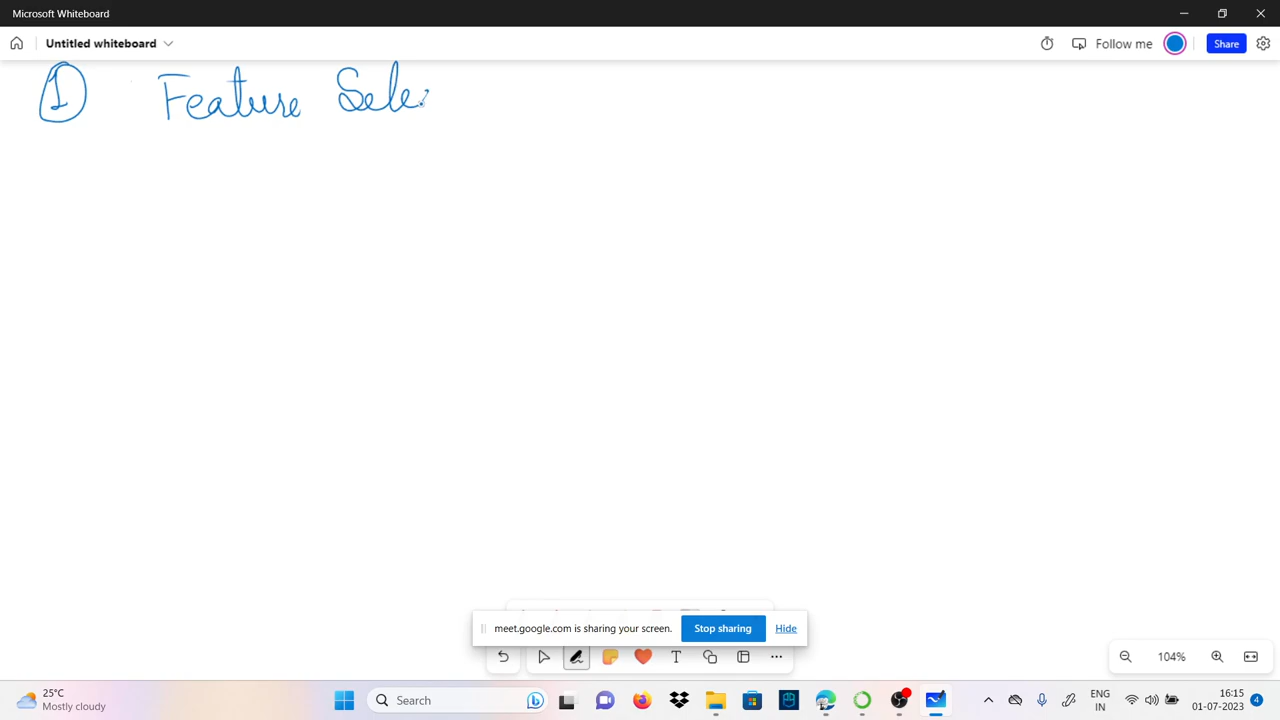 Microsoft Whiteboard
Untitled whiteboard
Follow me
Share
1 Feature Sele
meet.google.com is sharing your screen.
Stop sharing
Hide
T
104%
25°C
Mostly cloudy
Search
ENG
IN
16:15
01-07-2023
4